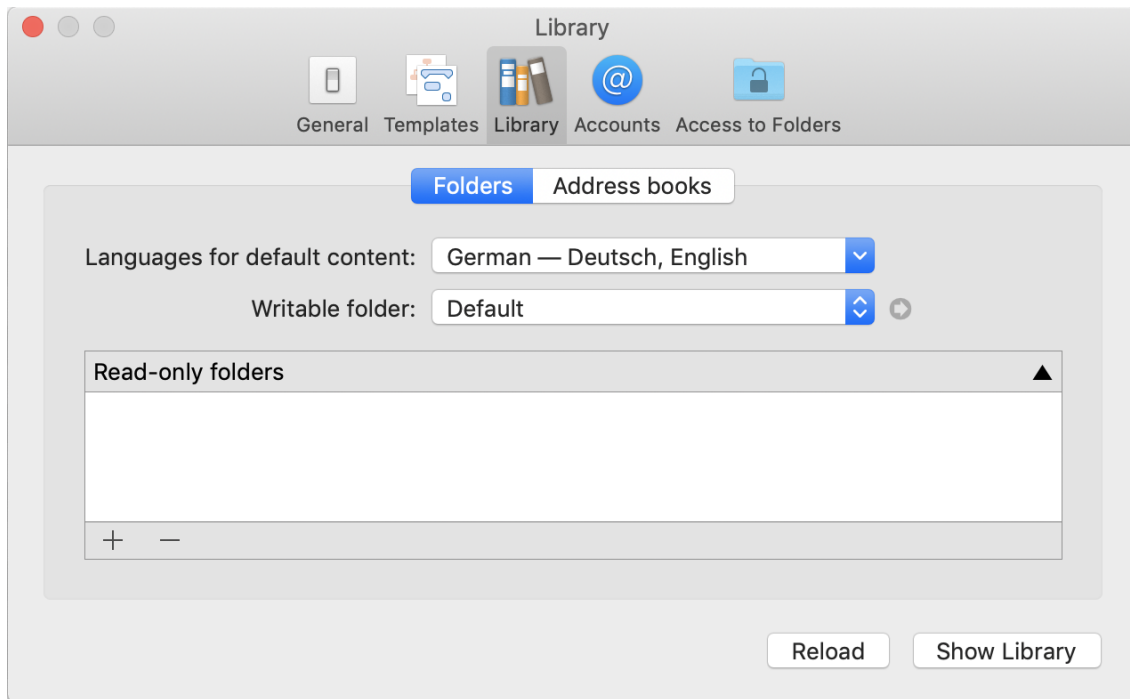 Library
General Templates Library Accounts Access to Folders
Folders Address books
Languages for default content: German — Deutsch, English
Writable folder: Default
Read-only folders
Reload Show Library